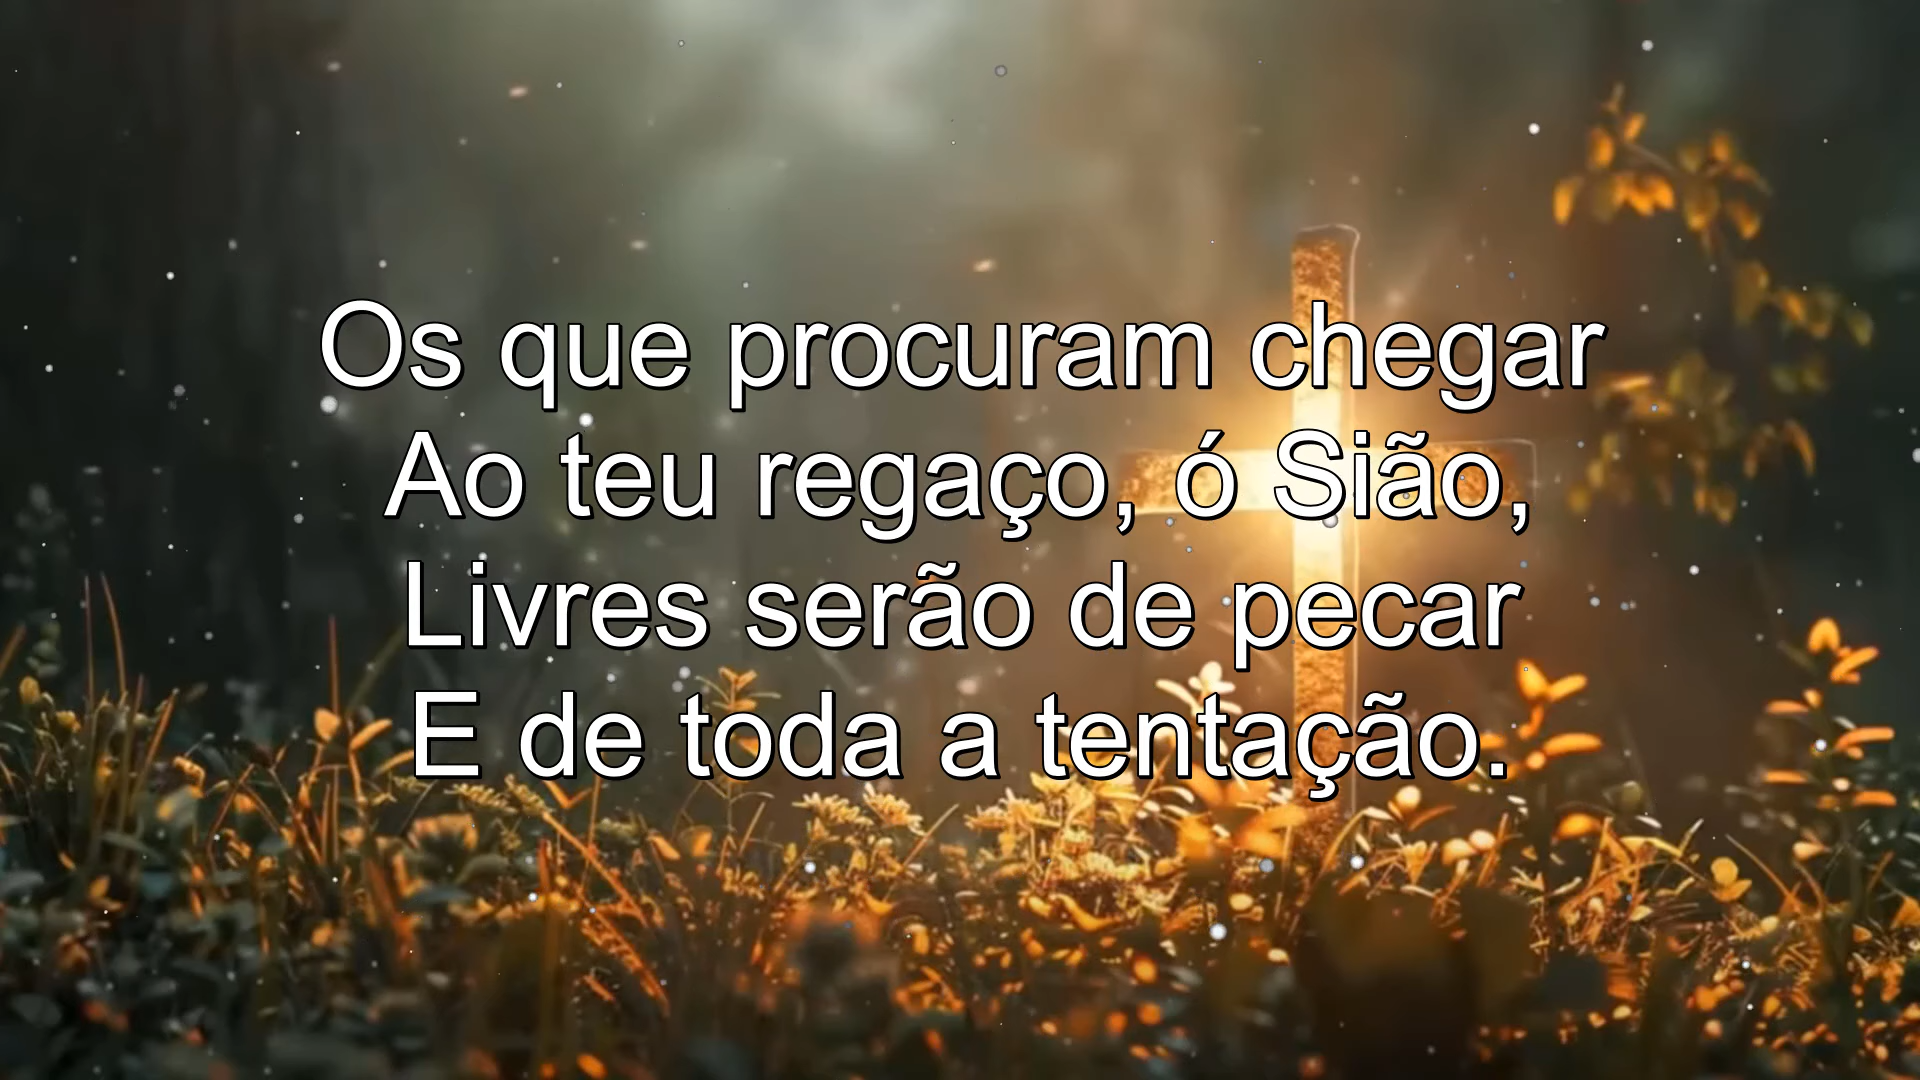 Os que procuram chegar
Ao teu regaço, ó Sião,
Livres serão de pecar
E de toda a tentação.